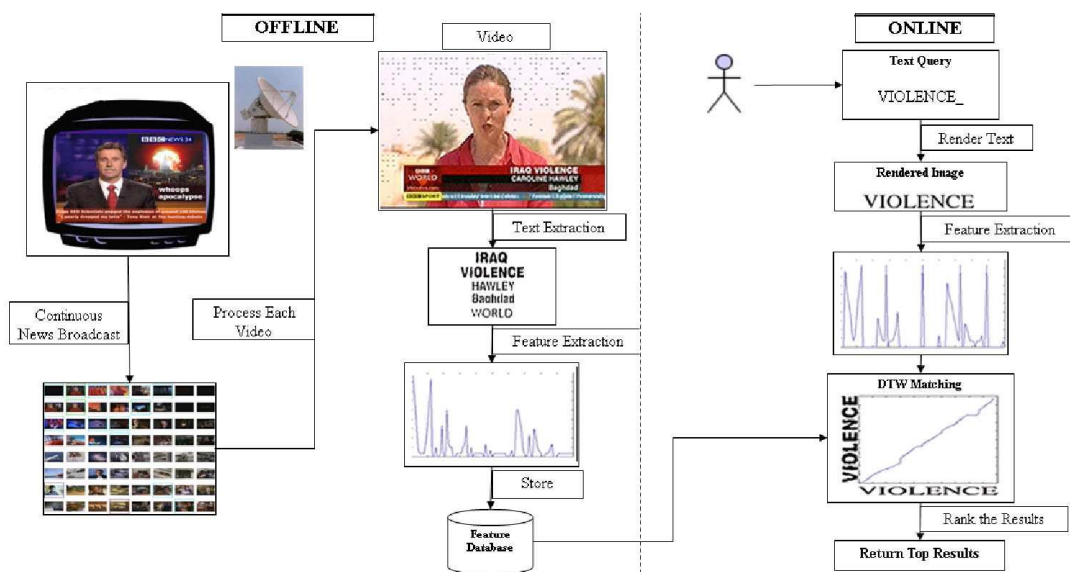 OFFLINE
Video
ONLINE
Text Query
VIOLENCE_
Render Text
Rendered Image
VIOLENCE
Feature Extraction
BBC NEWS 24
whoops
apocalypse
BBC
WORLD
IRAQ VIOLENCE
CAROLINE HAWLEY
Baghdad
SPORT
Text Extraction
IRAQ
VIOLENCE
HAWLEY
Baghdad
WORLD
Continuous
News Broadcast
Process Each
Video
Feature Extraction
DTW Matching
VIOLENCE
VIOLENCE
Store
Feature
Database
Rank the Results
Return Top Results